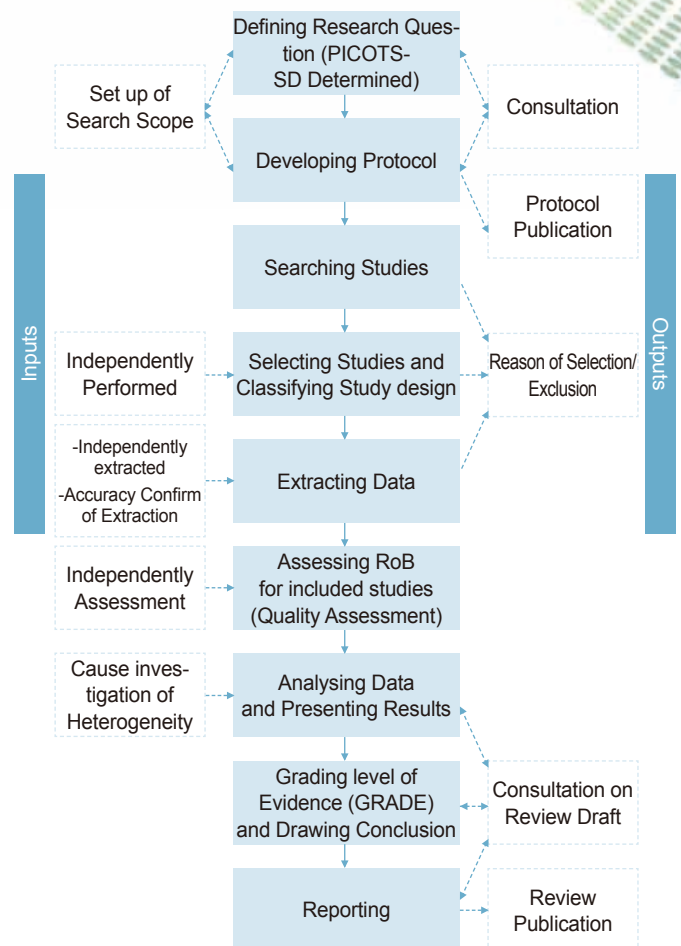 Defining Research Ques-
tion (PICOTS-
SD Determined)
Set up of
Search Scope
Consultation
Developing Protocol
Protocol
Publication
Inputs
Outputs
Searching Studies
Independently
Performed
Selecting Studies and
Classifying Study design
Reason of Selection/
Exclusion
-Independently
extracted
-Accuracy Confirm
of Extraction
Extracting Data
Independently
Assessment
Assessing RoB
for included studies
(Quality Assessment)
Cause inves-
tigation of
Heterogeneity
Analysing Data
and Presenting Results
Grading level of
Evidence (GRADE)
and Drawing Conclusion
Consultation on
Review Draft
Reporting
Review
Publication